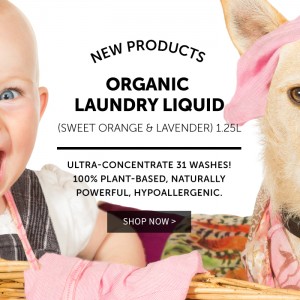 NEW PRODUCTS
ORGANIC
LAUNDRY LIQUID
(SWEET ORANGE & LAVENDER) 1.25L
ULTRA-CONCENTRATE 31 WASHES!
100% PLANT-BASED, NATURALLY
POWERFUL, HYPOALLERGENIC.
SHOP NOW >